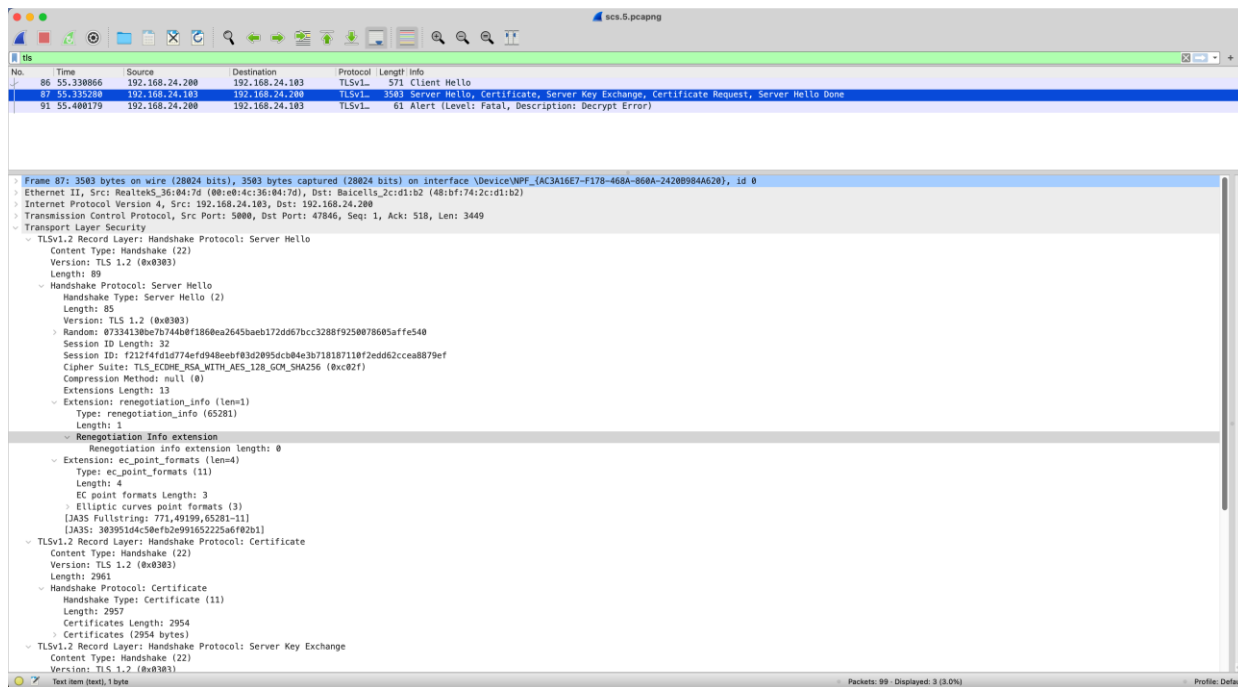 scs.5.pcapng
tls
No. Time Source Destination Protocol Length Info
86 55.330866 192.168.24.200 192.168.24.103 TLSv1… 571 Client Hello
87 55.335280 192.168.24.103 192.168.24.200 TLSv1… 3503 Server Hello, Certificate, Server Key Exchange, Certificate Request, Server Hello Done
91 55.400179 192.168.24.200 192.168.24.103 TLSv1… 61 Alert (Level: Fatal, Description: Decrypt Error)
Frame 87: 3503 bytes on wire (28024 bits), 3503 bytes captured (28024 bits) on interface \Device\NPF_{AC3A16E7-F178-468A-860A-2420B984A620}, id 0
Ethernet II, Src: RealtekS_36:04:7d (00:e0:4c:36:04:7d), Dst: Baicells_2c:d1:b2 (48:bf:74:2c:d1:b2)
Internet Protocol Version 4, Src: 192.168.24.103, Dst: 192.168.24.200
Transmission Control Protocol, Src Port: 5000, Dst Port: 47846, Seq: 1, Ack: 518, Len: 3449
Transport Layer Security
TLSv1.2 Record Layer: Handshake Protocol: Server Hello
Content Type: Handshake (22)
Version: TLS 1.2 (0x0303)
Length: 89
Handshake Protocol: Server Hello
Handshake Type: Server Hello (2)
Length: 85
Version: TLS 1.2 (0x0303)
Random: 07334130be7b744b0f1860ea2645baeb172dd67bcc3288f9250078605affe540
Session ID Length: 32
Session ID: f212f4fd1d774efd948eebf03d2095dcb04e3b718187110f2edd62ccea8879ef
Cipher Suite: TLS_ECDHE_RSA_WITH_AES_128_GCM_SHA256 (0xc02f)
Compression Method: null (0)
Extensions Length: 13
Extension: renegotiation_info (len=1)
Type: renegotiation_info (65281)
Length: 1
Renegotiation Info extension
Renegotiation info extension length: 0
Extension: ec_point_formats (len=4)
Type: ec_point_formats (11)
Length: 4
EC point formats Length: 3
Elliptic curves point formats (3)
[JA3S Fullstring: 771,49199,65281-11]
[JA3S: 303951d4c50efb2e991652225a6f02b1]
TLSv1.2 Record Layer: Handshake Protocol: Certificate
Content Type: Handshake (22)
Version: TLS 1.2 (0x0303)
Length: 2961
Handshake Protocol: Certificate
Handshake Type: Certificate (11)
Length: 2957
Certificates Length: 2954
Certificates (2954 bytes)
TLSv1.2 Record Layer: Handshake Protocol: Server Key Exchange
Content Type: Handshake (22)
Version: TLS 1.2 (0x0303)
Text item (text), 1 byte
Packets: 99 · Displayed: 3 (3.0%)
Profile: Defau